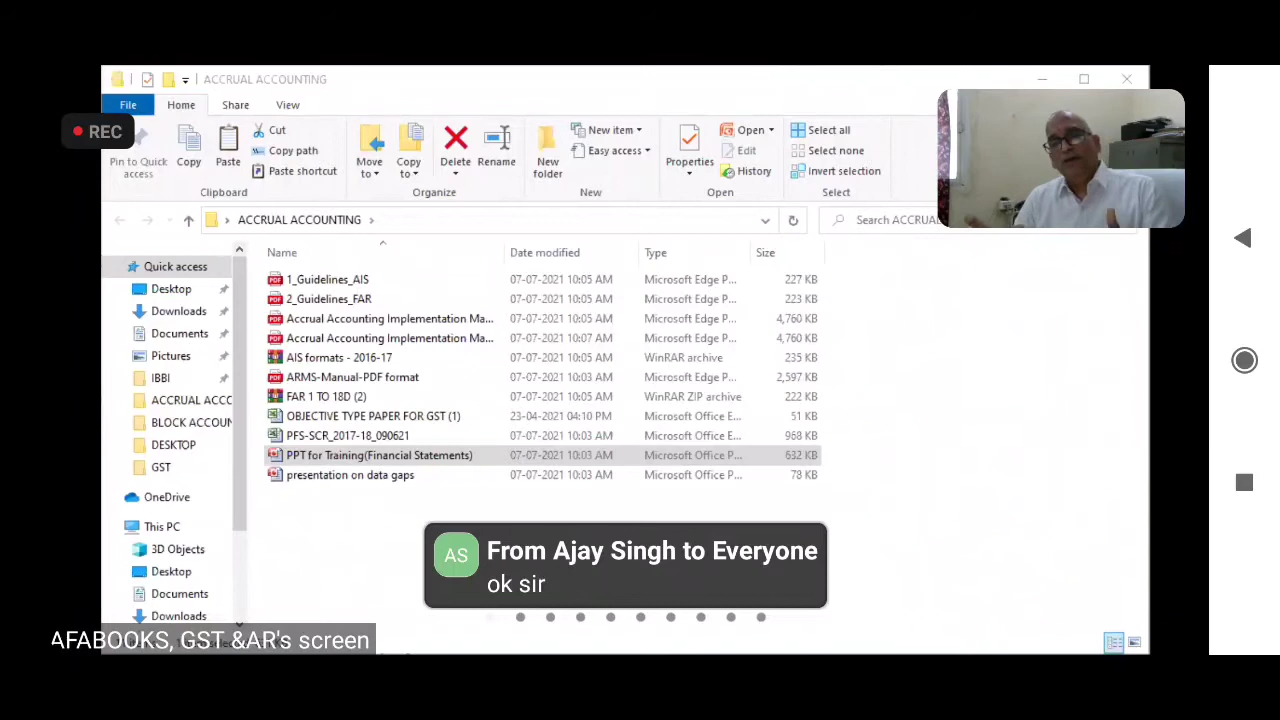 ACCRUAL ACCOUNTING
File Home Share View
REC
Pin to Quick access
Copy
Paste
Cut
Copy path
Paste shortcut
Clipboard
Move to
Copy to
Delete
Rename
Organize
New folder
New item
Easy access
New
Properties
Open
Edit
History
Open
Select all
Select none
Invert selection
Select
ACCRUAL ACCOUNTING
Search ACCRUA
Quick access
Desktop
Downloads
Documents
Pictures
IBBI
ACCRUAL ACCC
BLOCK ACCOUN
DESKTOP
GST
OneDrive
This PC
3D Objects
Desktop
Documents
Downloads
Name Date modified Type Size
1_Guidelines_AIS 07-07-2021 10:05 AM Microsoft Edge P... 227 KB
2_Guidelines_FAR 07-07-2021 10:05 AM Microsoft Edge P... 223 KB
Accrual Accounting Implementation Ma... 07-07-2021 10:05 AM Microsoft Edge P... 4,760 KB
Accrual Accounting Implementation Ma... 07-07-2021 10:07 AM Microsoft Edge P... 4,760 KB
AIS formats - 2016-17 07-07-2021 10:05 AM WinRAR archive 235 KB
ARMS-Manual-PDF format 07-07-2021 10:03 AM Microsoft Edge P... 2,597 KB
FAR 1 TO 18D (2) 07-07-2021 10:05 AM WinRAR ZIP archive 222 KB
OBJECTIVE TYPE PAPER FOR GST (1) 23-04-2021 04:10 PM Microsoft Office E... 51 KB
PFS-SCR_2017-18_090621 07-07-2021 10:03 AM Microsoft Office E... 968 KB
PPT for Training(Financial Statements) 07-07-2021 10:03 AM Microsoft Office P... 632 KB
presentation on data gaps 07-07-2021 10:03 AM Microsoft Office P... 78 KB
AS
From Ajay Singh to Everyone
ok sir
AFABOOKS, GST &AR's screen